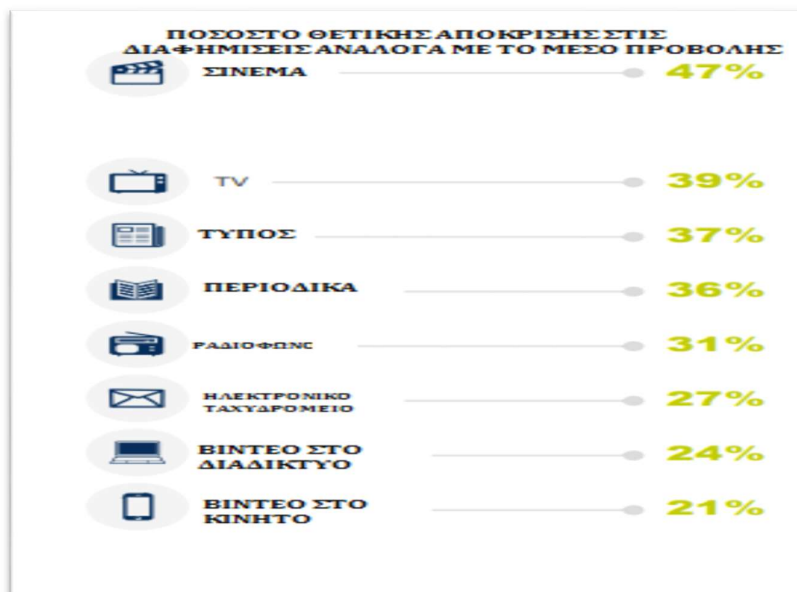 ΠΟΣΟΣΤΟ ΘΕΤΙΚΗΣ ΑΠΟΚΡΙΣΗΣ ΣΤΙΣ
ΔΙΑΦΗΜΙΣΕΙΣ ΑΝΑΛΟΓΑ ΜΕ ΤΟ ΜΕΣΟ ΠΡΟΒΟΛΗΣ
ΣΙΝΕΜΑ 47%
TV 39%
ΤΥΠΟΣ 37%
ΠΕΡΙΟΔΙΚΑ 36%
ΡΑΔΙΟΦΩΝΟ 31%
ΗΛΕΚΤΡΟΝΙΚΟ
ΤΑΧΥΔΡΟΜΕΙΟ 27%
ΒΙΝΤΕΟ ΣΤΟ
ΔΙΑΔΙΚΤΥΟ 24%
ΒΙΝΤΕΟ ΣΤΟ
ΚΙΝΗΤΟ 21%